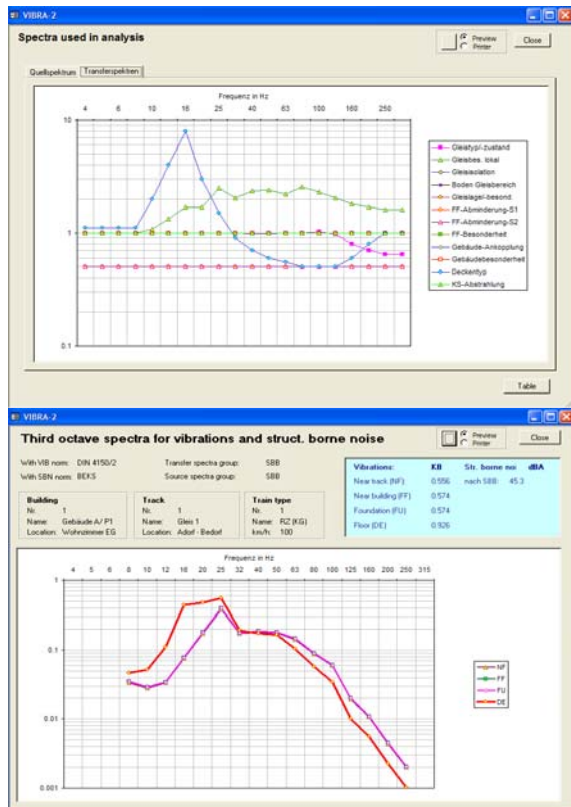 VIBRA-2
Spectra used in analysis
Preview
Printer
Close
Quellspektrum Transferspektren
Frequenz in Hz
4 6 10 16 25 40 63 100 160 250
10
1
0.1
Gleistyp/-zustand
Gleisbes. lokal
Gleisisolation
Boden Gleisbereich
Gleislage/-besond.
FF-Abminderung-S1
FF-Abminderung-S2
FF-Besonderheit
Gebäude-Ankopplung
Gebäudebesonderheit
Deckentyp
KS-Abstrahlung
Table
VIBRA-2
Third octave spectra for vibrations and struct. borne noise
Preview
Printer
Close
With VIB norm: DIN 4150/2 Transfer spectra group: SBB
With SBN norm: BEKS Source spectra group: SBB
Vibrations: KB Str. borne noi dBA
Near track (NF) 0.556 nach SBB: 45.3
Near building (FF) 0.574
Foundation (FU) 0.574
Floor (DE) 0.926
Building
Nr. 1
Name: Gebäude A/ P1
Location: Wohnzimmer EG
Track
Nr. 1
Name: Gleis 1
Location: Adorf - Bedorf
Train type
Nr. 1
Name: RZ (KG)
km/h: 100
Frequenz in Hz
4 5 6 8 10 12 16 20 25 32 40 50 63 80 100 125 160 200 250 315
1
0.1
0.01
0.001
NF
FF
FU
DE